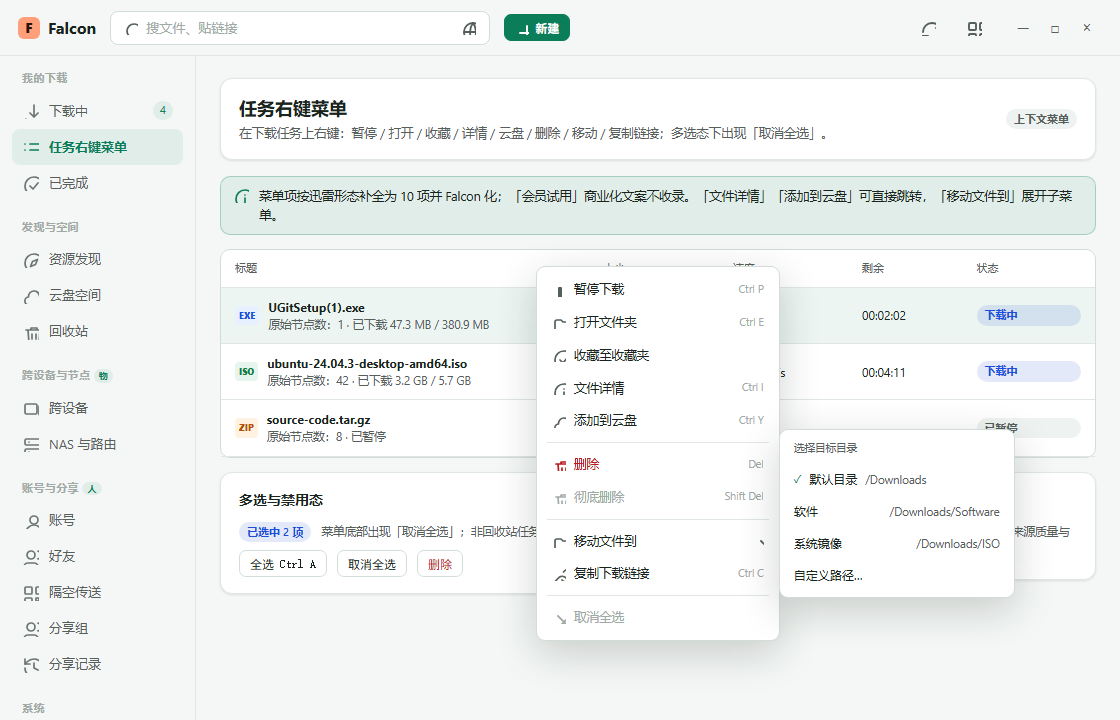 F Falcon
搜文件、贴链接
新建
我的下载
下载中 4
任务右键菜单
已完成
发现与空间
资源发现
云盘空间
回收站
跨设备与节点 物
跨设备
NAS 与路由
账号与分享 人
账号
好友
隔空传送
分享组
分享记录
系统
任务右键菜单
在下载任务上右键：暂停 / 打开 / 收藏 / 详情 / 云盘 / 删除 / 移动 / 复制链接；多选态下出现「取消全选」。
上下文菜单
菜单项按迅雷形态补全为 10 项并 Falcon 化；「会员试用」商业化文案不收录。「文件详情」「添加到云盘」可直接跳转，「移动文件到」展开子菜
单。
标题 剩余 状态
EXE UGitSetup(1).exe 00:02:02 下载中
原始节点数：1 · 已下载 47.3 MB / 380.9 MB
ISO ubuntu-24.04.3-desktop-amd64.iso s 00:04:11 下载中
原始节点数：42 · 已下载 3.2 GB / 5.7 GB
ZIP source-code.tar.gz 已暂停
原始节点数：8 · 已暂停
多选与禁用态
已选中 2 项 菜单底部出现「取消全选」；非回收站任务 来源质量与
全选 Ctrl A 取消全选 删除
暂停下载 Ctrl P
打开文件夹 Ctrl E
收藏至收藏夹
文件详情 Ctrl I
添加到云盘 Ctrl Y
删除 Del
彻底删除 Shift Del
移动文件到
复制下载链接 Ctrl C
取消全选
选择目标目录
✓ 默认目录 /Downloads
软件 /Downloads/Software
系统镜像 /Downloads/ISO
自定义路径...